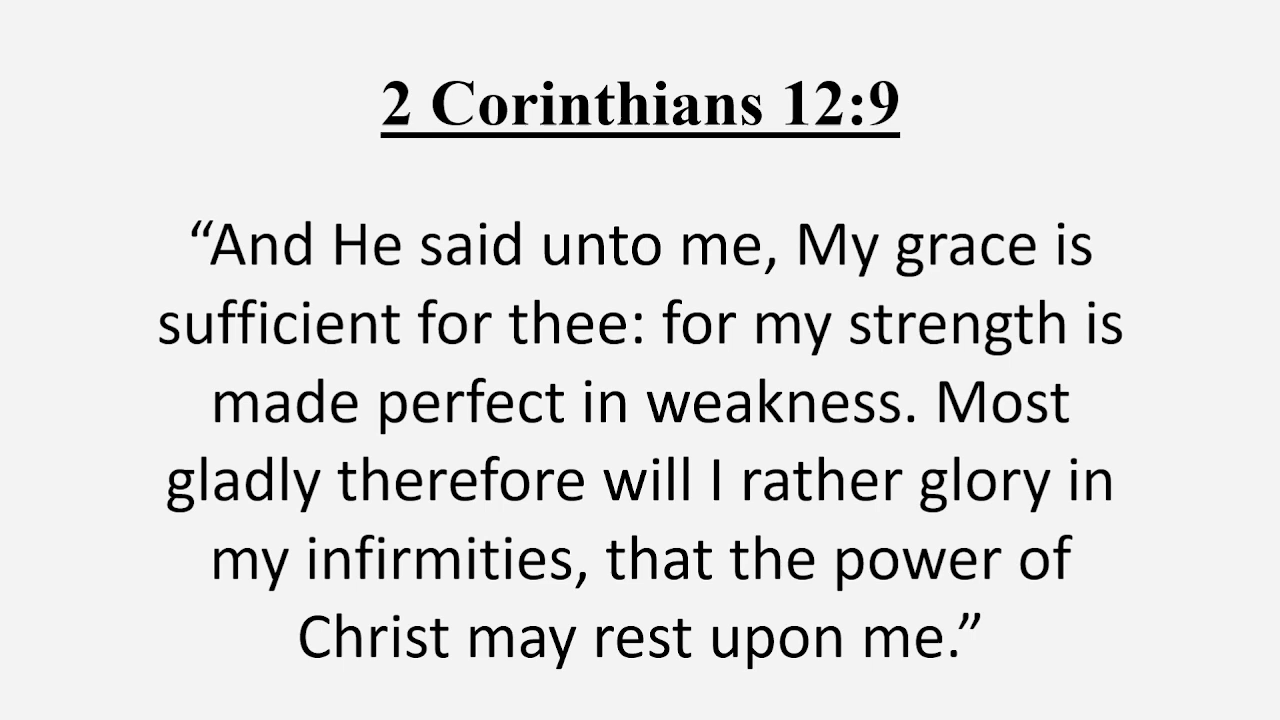 2 Corinthians 12:9
“And He said unto me, My grace is
sufficient for thee: for my strength is
made perfect in weakness. Most
gladly therefore will I rather glory in
my infirmities, that the power of
Christ may rest upon me.”